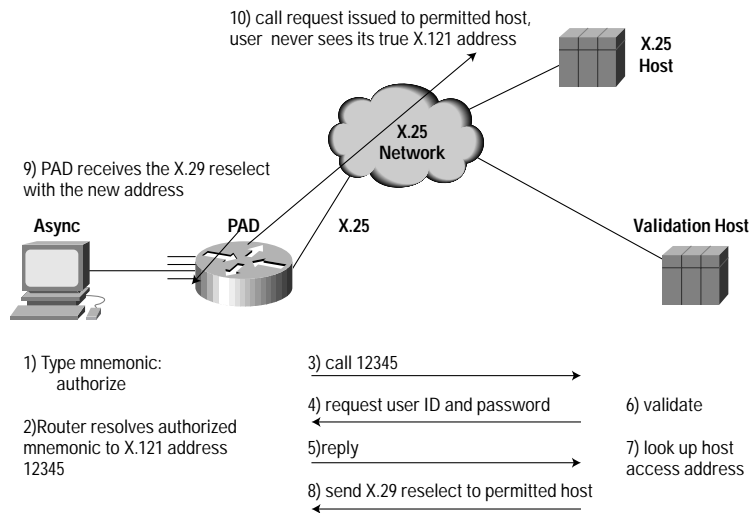 10) call request issued to permitted host,
user never sees its true X.121 address
X.25
Host
X.25
Network
9) PAD receives the X.29 reselect
with the new address
Async
PAD
X.25
Validation Host
1) Type mnemonic:
authorize
3) call 12345
4) request user ID and password
6) validate
2)Router resolves authorized
mnemonic to X.121 address
12345
5)reply
7) look up host
access address
8) send X.29 reselect to permitted host